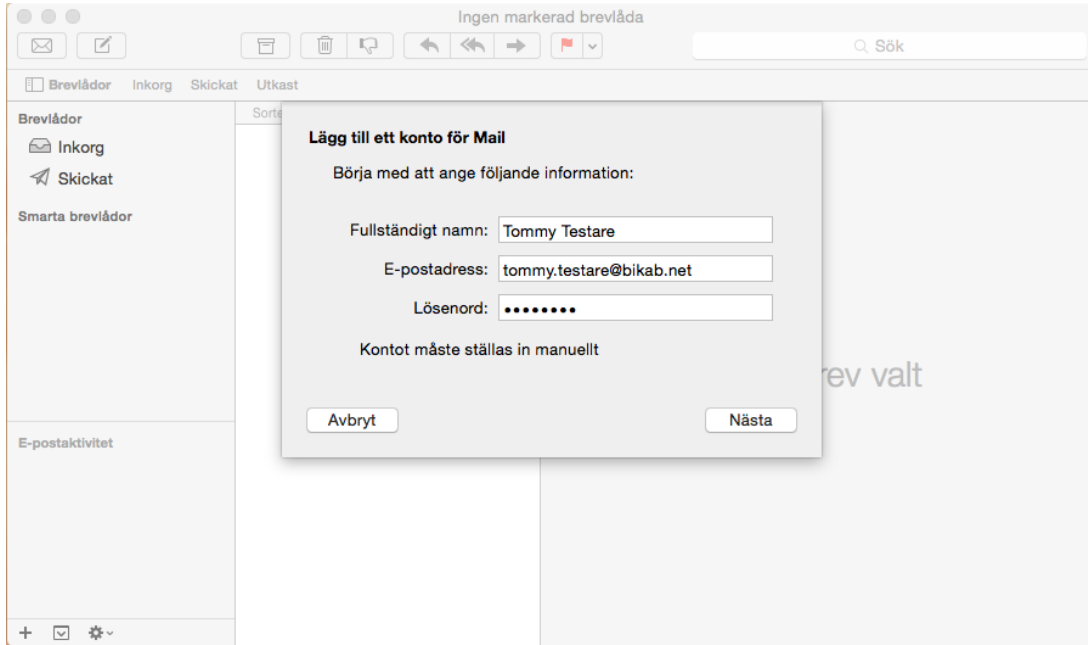 Ingen markerad brevlåda
Sök
Brevlådor Inkorg Skickat Utkast
Brevlådor
Inkorg
Skickat
Smarta brevlådor
E-postaktivitet
Lägg till ett konto för Mail
Börja med att ange följande information:
Fullständigt namn: Tommy Testare
E-postadress: tommy.testare@bikab.net
Lösenord: ••••••••
Kontot måste ställas in manuellt
Avbryt Nästa
valt